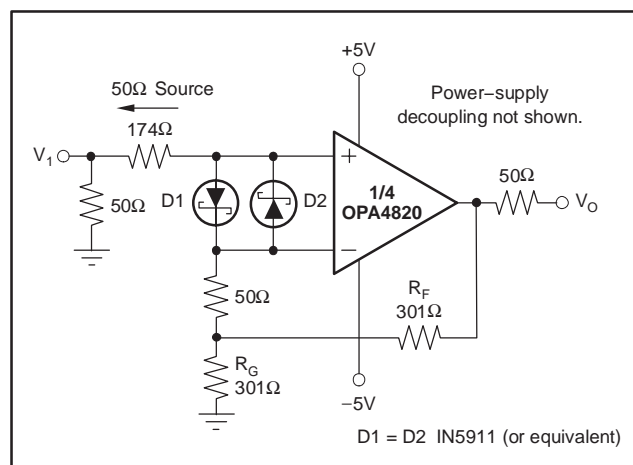 +5V
50Ω Source
Power−supply
decoupling not shown.
174Ω
V1
50Ω
D1
D2
+
−
1/4
OPA4820
50Ω
VO
50Ω
RF
301Ω
RG
301Ω
−5V
D1 = D2 IN5911 (or equivalent)